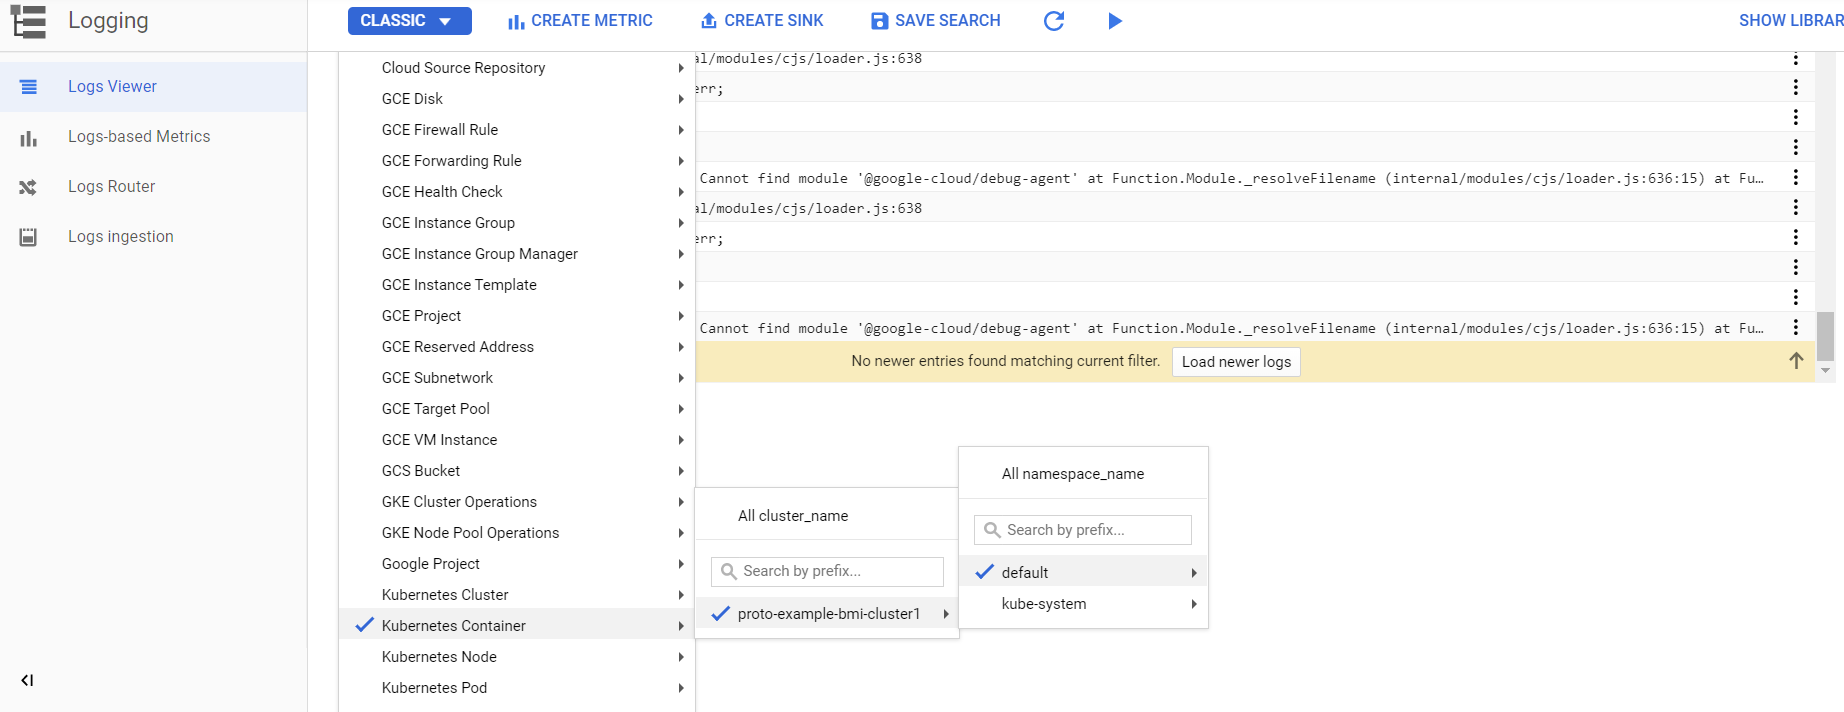 Logging
CLASSIC
CREATE METRIC
CREATE SINK
SAVE SEARCH
SHOW LIBRAR
Logs Viewer
Logs-based Metrics
Logs Router
Logs ingestion
Cloud Source Repository
GCE Disk
GCE Firewall Rule
GCE Forwarding Rule
GCE Health Check
GCE Instance Group
GCE Instance Group Manager
GCE Instance Template
GCE Project
GCE Reserved Address
GCE Subnetwork
GCE Target Pool
GCE VM Instance
GCS Bucket
GKE Cluster Operations
GKE Node Pool Operations
Google Project
Kubernetes Cluster
Kubernetes Container
Kubernetes Node
Kubernetes Pod
al/modules/cjs/loader.js:638
err;
Cannot find module '@google-cloud/debug-agent' at Function.Module._resolveFilename (internal/modules/cjs/loader.js:636:15) at Fu…
al/modules/cjs/loader.js:638
err;
Cannot find module '@google-cloud/debug-agent' at Function.Module._resolveFilename (internal/modules/cjs/loader.js:636:15) at Fu…
No newer entries found matching current filter.
Load newer logs
All cluster_name
Search by prefix...
proto-example-bmi-cluster1
All namespace_name
Search by prefix...
default
kube-system